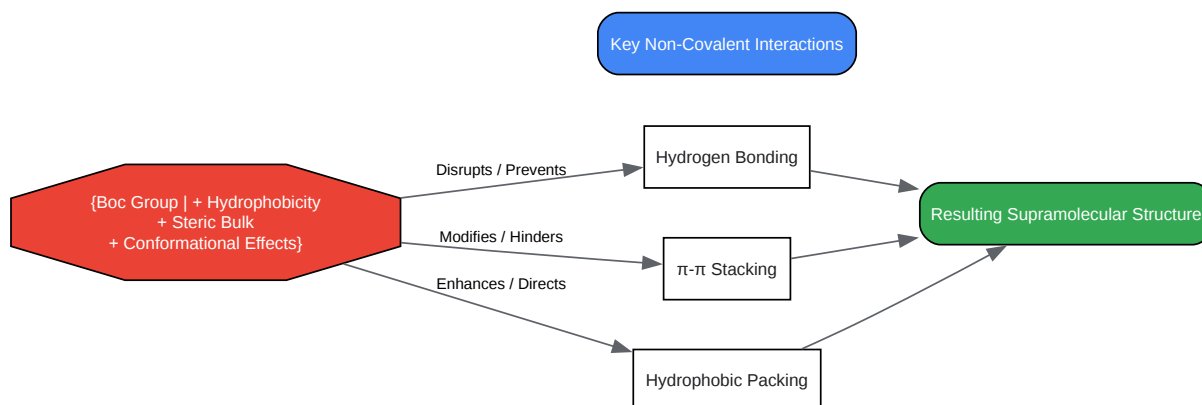 Key Non-Covalent Interactions
{Boc Group | + Hydrophobicity
+ Steric Bulk
+ Conformational Effects}
Disrupts / Prevents
Modifies / Hinders
Enhances / Directs
Hydrogen Bonding
π-π Stacking
Hydrophobic Packing
Resulting Supramolecular Structure